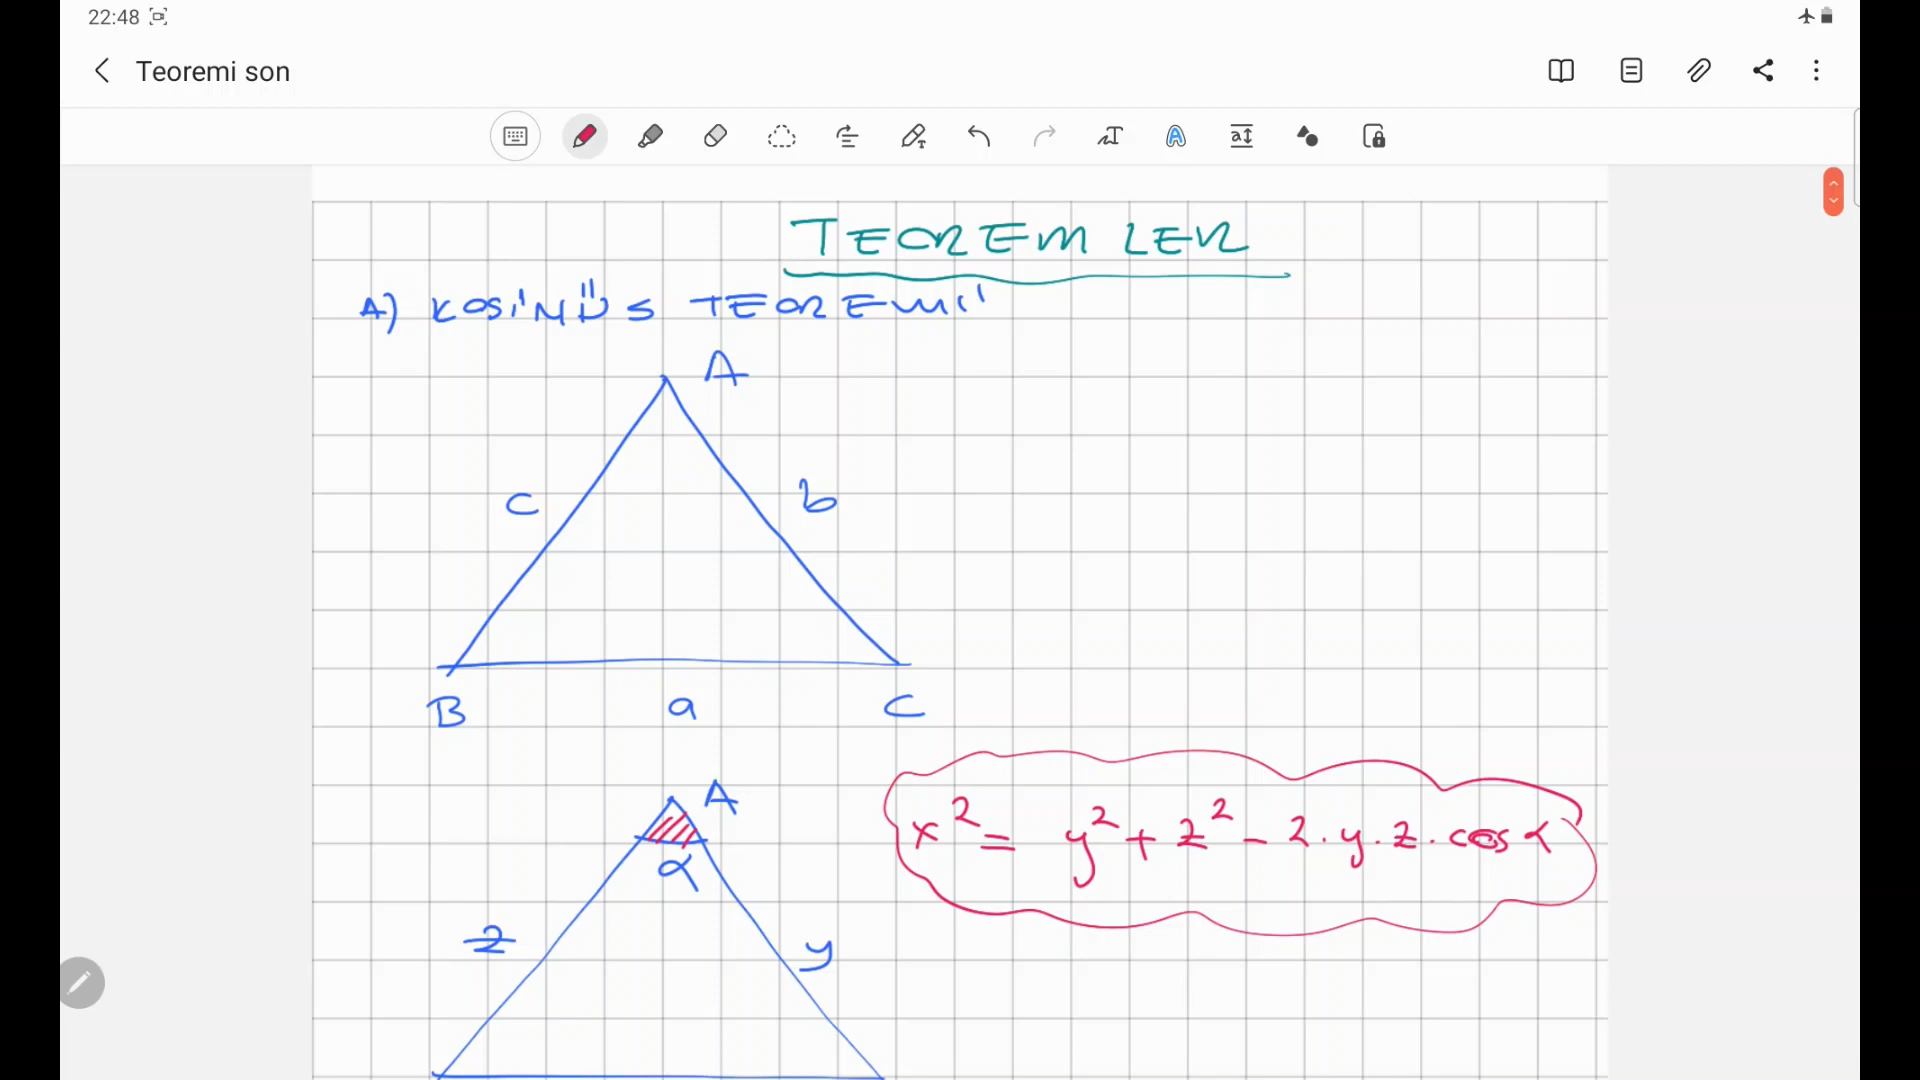 22:48
Teoremi son
TEOREMLER
A) KOSİNÜS TEOREMİ
A
c b
B a C
A
α
x² = y² + z² - 2.y.z.cos α
z y